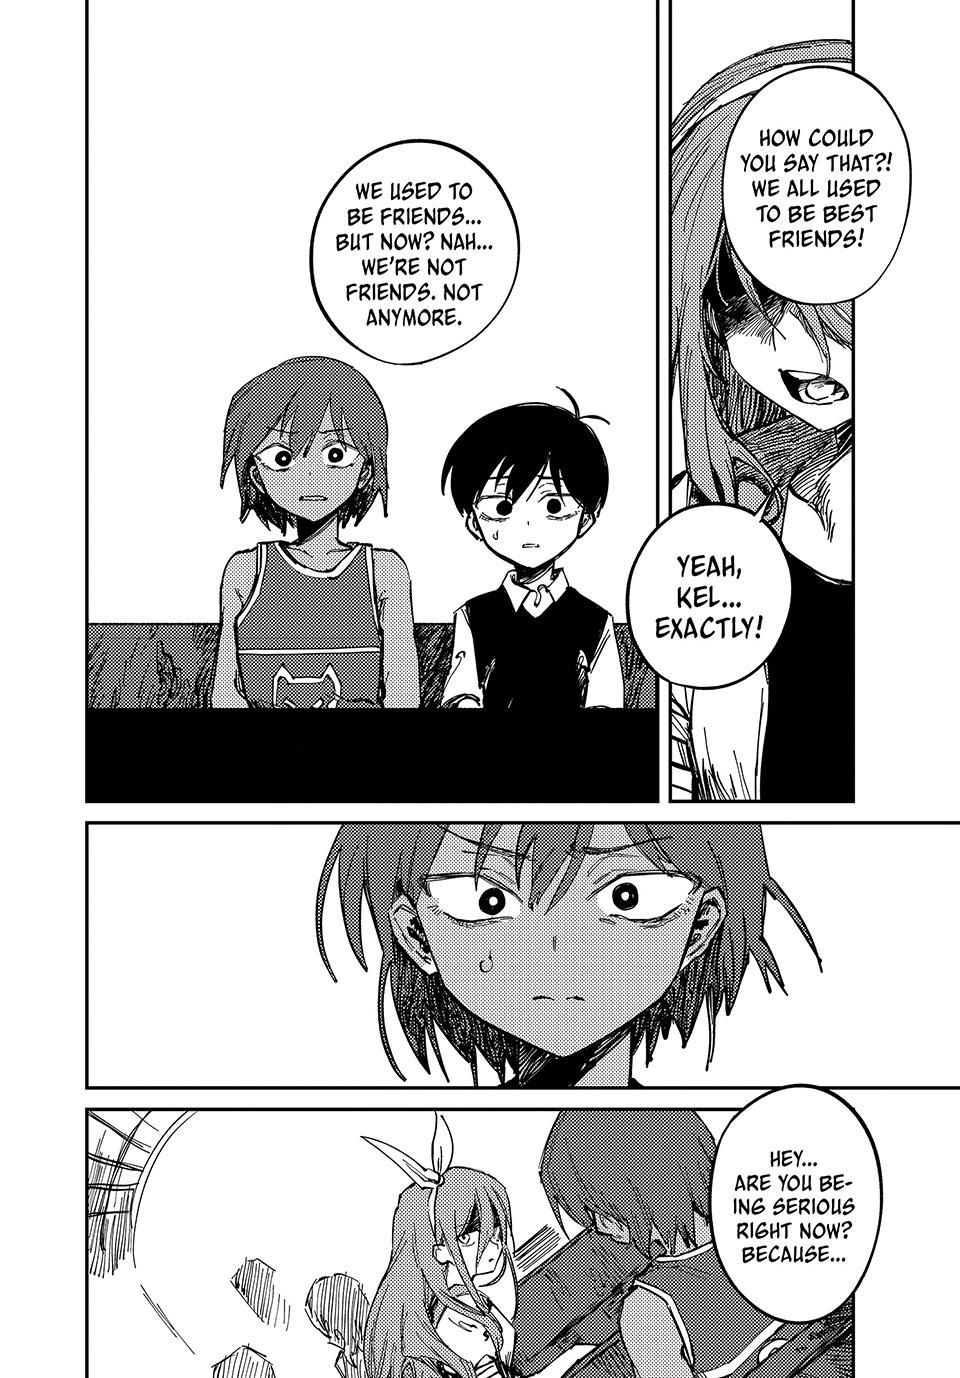 HOW COULD
YOU SAY THAT?!
WE ALL USED
TO BE BEST
FRIENDS!
YEAH,
KEL...
EXACTLY!
WE USED TO
BE FRIENDS...
BUT NOW? NAH...
WE'RE NOT
FRIENDS. NOT
ANYMORE.
HEY...
ARE YOU BE-
ING SERIOUS
RIGHT NOW?
BECAUSE...